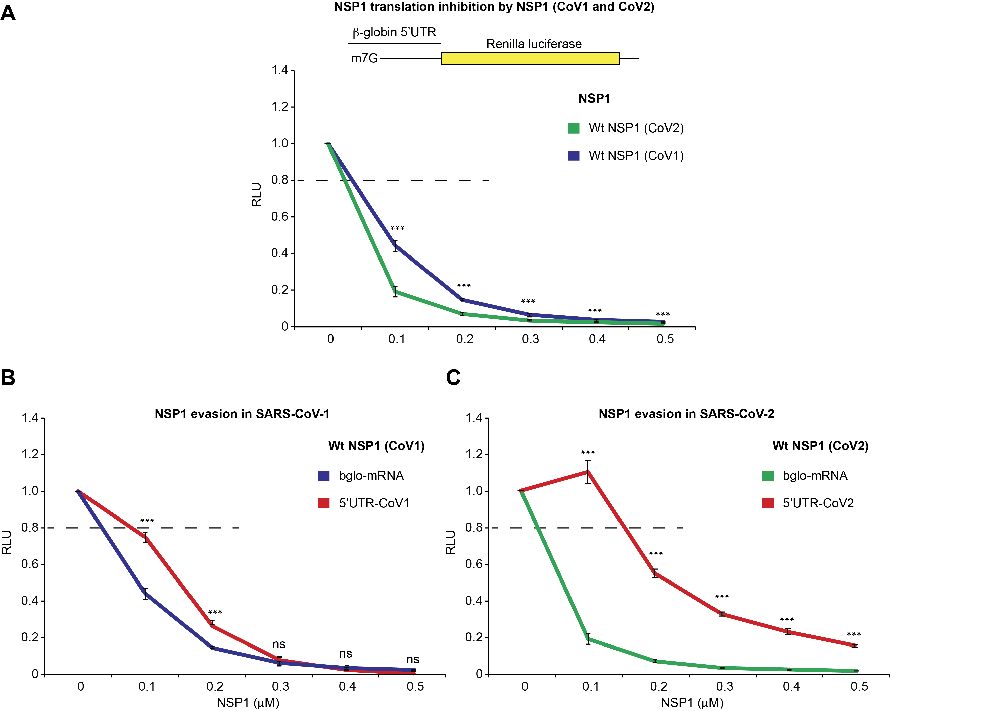 A
NSP1 translation inhibition by NSP1 (CoV1 and CoV2)
β-globin 5’UTR
Renilla luciferase
m7G
1.4
1.2
1.0
0.8
0.6
0.4
0.2
0
RLU
NSP1
Wt NSP1 (CoV2)
Wt NSP1 (CoV1)
***
***
***
***
***
0 0.1 0.2 0.3 0.4 0.5
B
NSP1 evasion in SARS-CoV-1
1.4
1.2
1.0
0.8
0.6
0.4
0.2
0
RLU
Wt NSP1 (CoV1)
bglo-mRNA
5’UTR-CoV1
***
***
ns
ns
ns
0 0.1 0.2 0.3 0.4 0.5
NSP1 (μM)
C
NSP1 evasion in SARS-CoV-2
1.4
1.2
1.0
0.8
0.6
0.4
0.2
0
RLU
Wt NSP1 (CoV2)
bglo-mRNA
5’UTR-CoV2
***
***
***
***
***
0 0.1 0.2 0.3 0.4 0.5
NSP1 (μM)